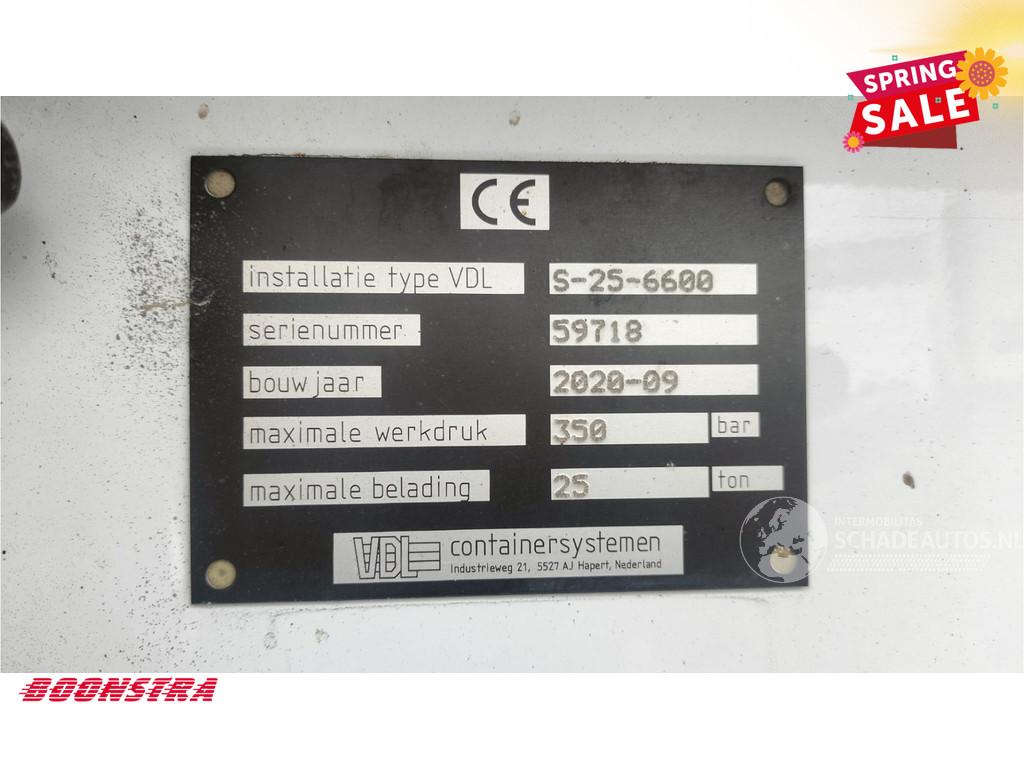 SPRING
SALE
CE
installatie type VDL S-25-6600
serienummer 59718
bouwjaar 2020-09
maximale werkdruk 350 bar
maximale belading 25 ton
VDL containersystemen
Industrieweg 21, 5527 AJ Hapert, Nederland
INTERMOBILITAS
SCHADEAUTOS.NL
BOONSTRA